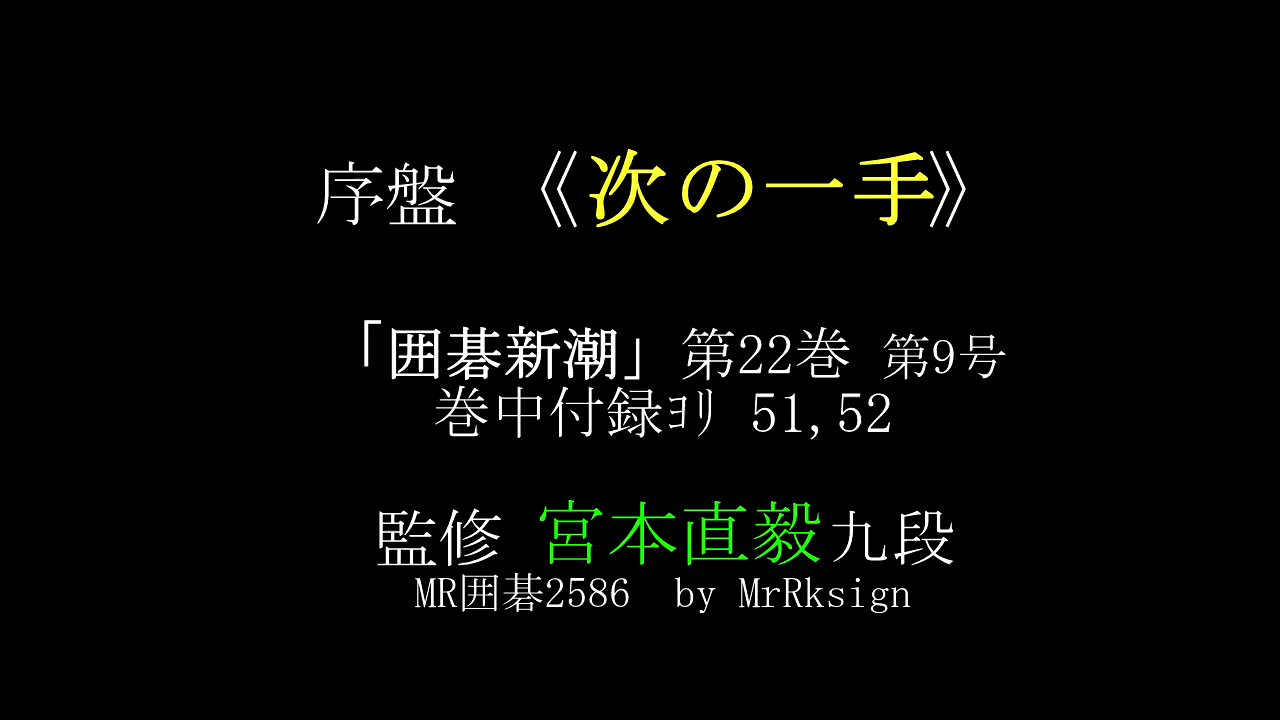 序盤 《次の一手》
「囲碁新潮」第22巻 第9号
巻中付録ﾖﾘ 51,52
監修 宮本直毅九段
MR囲碁2586 by MrRksign